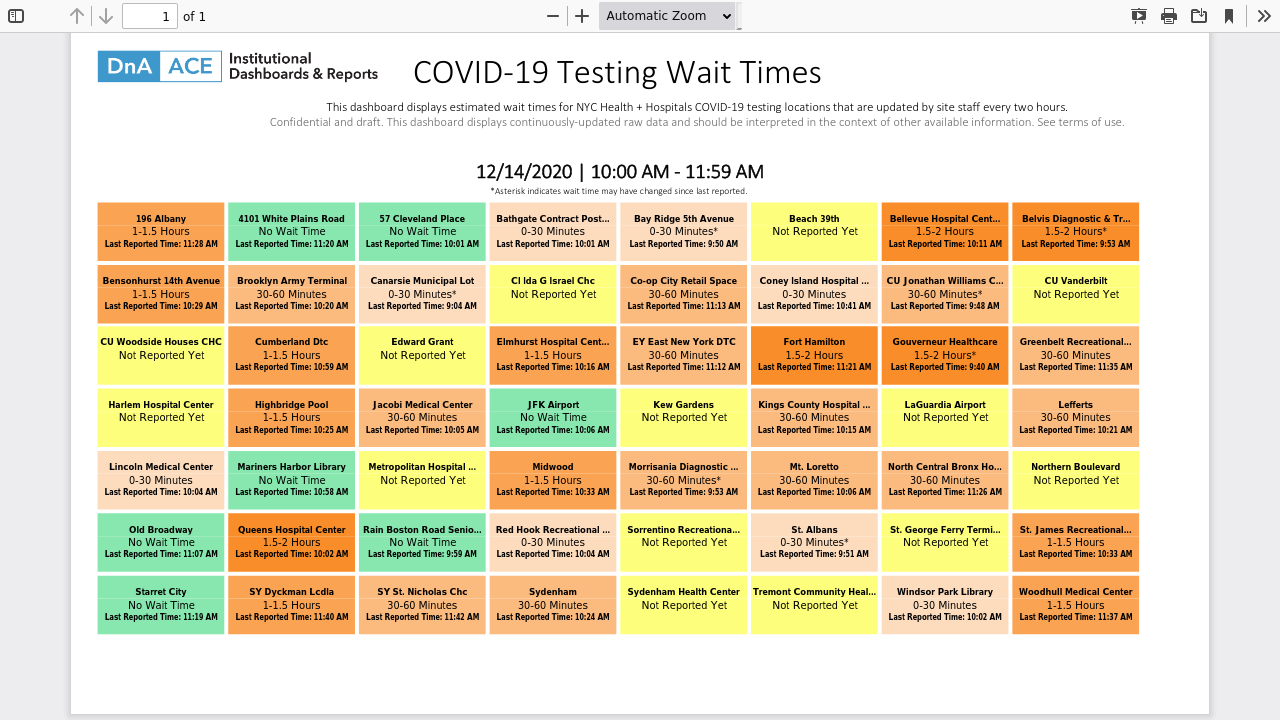 1 of 1
Automatic Zoom
DnA ACE Institutional
Dashboards & Reports
COVID-19 Testing Wait Times
This dashboard displays estimated wait times for NYC Health + Hospitals COVID-19 testing locations that are updated by site staff every two hours.
Confidential and draft. This dashboard displays continuously-updated raw data and should be interpreted in the context of other available information. See terms of use.
12/14/2020 | 10:00 AM - 11:59 AM
*Asterisk indicates wait time may have changed since last reported.
196 Albany
1-1.5 Hours
Last Reported Time: 11:28 AM
4101 White Plains Road
No Wait Time
Last Reported Time: 11:20 AM
57 Cleveland Place
No Wait Time
Last Reported Time: 10:01 AM
Bathgate Contract Post...
0-30 Minutes
Last Reported Time: 10:01 AM
Bay Ridge 5th Avenue
0-30 Minutes*
Last Reported Time: 9:50 AM
Beach 39th
Not Reported Yet
Bellevue Hospital Cent...
1.5-2 Hours
Last Reported Time: 10:11 AM
Belvis Diagnostic & Tr...
1.5-2 Hours*
Last Reported Time: 9:53 AM
Bensonhurst 14th Avenue
1-1.5 Hours
Last Reported Time: 10:29 AM
Brooklyn Army Terminal
30-60 Minutes
Last Reported Time: 10:20 AM
Canarsie Municipal Lot
0-30 Minutes*
Last Reported Time: 9:04 AM
Cl Ida G Israel Chc
Not Reported Yet
Co-op City Retail Space
30-60 Minutes
Last Reported Time: 11:13 AM
Coney Island Hospital ...
0-30 Minutes
Last Reported Time: 10:41 AM
CU Jonathan Williams C...
30-60 Minutes*
Last Reported Time: 9:48 AM
CU Vanderbilt
Not Reported Yet
CU Woodside Houses CHC
Not Reported Yet
Cumberland Dtc
1-1.5 Hours
Last Reported Time: 10:59 AM
Edward Grant
Not Reported Yet
Elmhurst Hospital Cent...
1-1.5 Hours
Last Reported Time: 10:16 AM
EY East New York DTC
30-60 Minutes
Last Reported Time: 11:12 AM
Fort Hamilton
1.5-2 Hours
Last Reported Time: 11:21 AM
Gouverneur Healthcare
1.5-2 Hours*
Last Reported Time: 9:40 AM
Greenbelt Recreational...
30-60 Minutes
Last Reported Time: 11:35 AM
Harlem Hospital Center
Not Reported Yet
Highbridge Pool
1-1.5 Hours
Last Reported Time: 10:25 AM
Jacobi Medical Center
30-60 Minutes
Last Reported Time: 10:05 AM
JFK Airport
No Wait Time
Last Reported Time: 10:06 AM
Kew Gardens
Not Reported Yet
Kings County Hospital ...
30-60 Minutes
Last Reported Time: 10:15 AM
LaGuardia Airport
Not Reported Yet
Lefferts
30-60 Minutes
Last Reported Time: 10:21 AM
Lincoln Medical Center
0-30 Minutes
Last Reported Time: 10:04 AM
Mariners Harbor Library
No Wait Time
Last Reported Time: 10:58 AM
Metropolitan Hospital ...
Not Reported Yet
Midwood
1-1.5 Hours
Last Reported Time: 10:33 AM
Morrisania Diagnostic ...
30-60 Minutes*
Last Reported Time: 9:53 AM
Mt. Loretto
30-60 Minutes
Last Reported Time: 10:06 AM
North Central Bronx Ho...
30-60 Minutes
Last Reported Time: 11:26 AM
Northern Boulevard
Not Reported Yet
Old Broadway
No Wait Time
Last Reported Time: 11:07 AM
Queens Hospital Center
1.5-2 Hours
Last Reported Time: 10:02 AM
Rain Boston Road Senio...
No Wait Time
Last Reported Time: 9:59 AM
Red Hook Recreational ...
0-30 Minutes
Last Reported Time: 10:04 AM
Sorrentino Recreationa...
Not Reported Yet
St. Albans
0-30 Minutes*
Last Reported Time: 9:51 AM
St. George Ferry Termi...
Not Reported Yet
St. James Recreational...
1-1.5 Hours
Last Reported Time: 10:33 AM
Starret City
No Wait Time
Last Reported Time: 11:19 AM
SY Dyckman Lcdla
1-1.5 Hours
Last Reported Time: 11:40 AM
SY St. Nicholas Chc
30-60 Minutes
Last Reported Time: 11:42 AM
Sydenham
30-60 Minutes
Last Reported Time: 10:24 AM
Sydenham Health Center
Not Reported Yet
Tremont Community Heal...
Not Reported Yet
Windsor Park Library
0-30 Minutes
Last Reported Time: 10:02 AM
Woodhull Medical Center
1-1.5 Hours
Last Reported Time: 11:37 AM